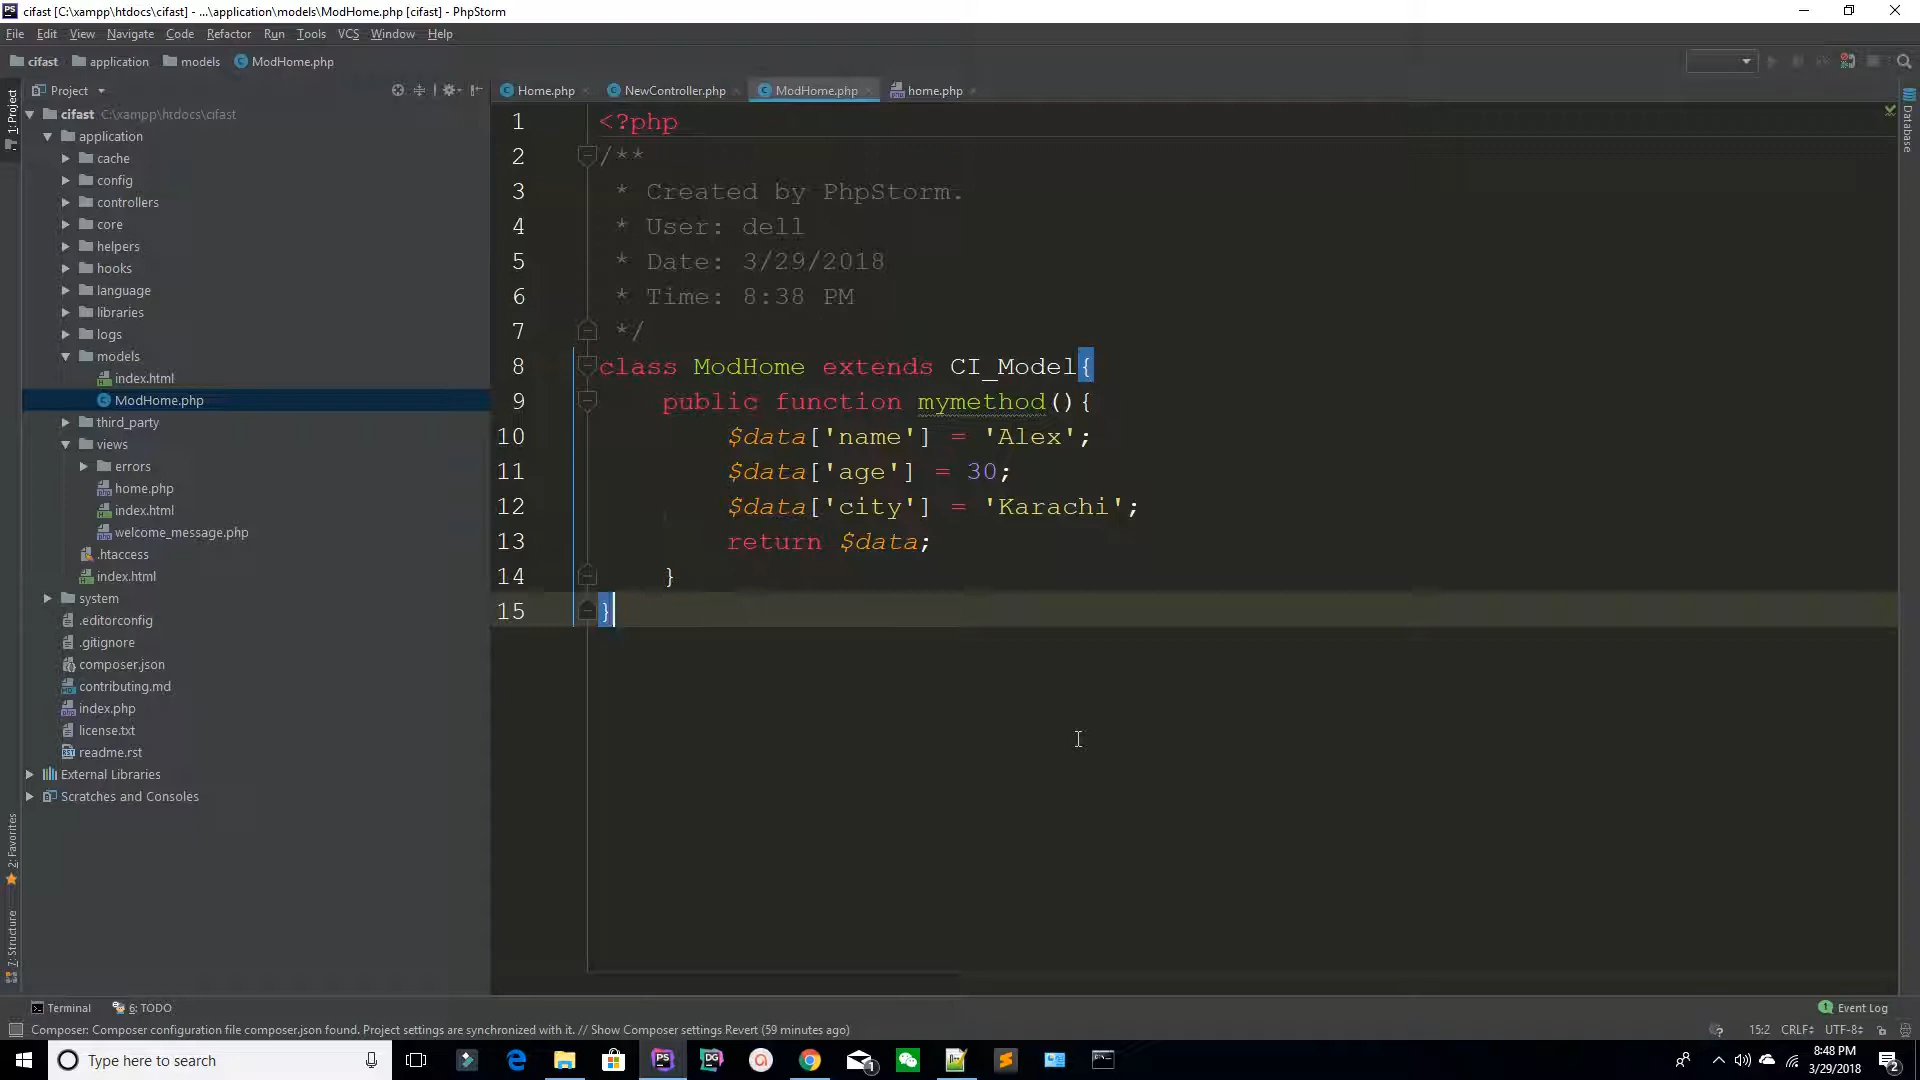 cifast [C:\xampp\htdocs\cifast] - ...\application\models\ModHome.php [cifast] - PhpStorm
File Edit View Navigate Code Refactor Run Tools VCS Window Help
cifast application models ModHome.php
Project
Home.php NewController.php ModHome.php home.php
1: Project
Database
cifast C:\xampp\htdocs\cifast
application
cache
config
controllers
core
helpers
hooks
language
libraries
logs
models
index.html
ModHome.php
third_party
views
errors
home.php
index.html
welcome_message.php
.htaccess
index.html
system
.editorconfig
.gitignore
composer.json
contributing.md
index.php
license.txt
readme.rst
External Libraries
Scratches and Consoles
2: Favorites
7: Structure
1 <?php
2 /**
3 * Created by PhpStorm.
4 * User: dell
5 * Date: 3/29/2018
6 * Time: 8:38 PM
7 */
8 class ModHome extends CI_Model{
9 public function mymethod(){
10 $data['name'] = 'Alex';
11 $data['age'] = 30;
12 $data['city'] = 'Karachi';
13 return $data;
14 }
15 }
Terminal 6: TODO
1 Event Log
Composer: Composer configuration file composer.json found. Project settings are synchronized with it. // Show Composer settings Revert (59 minutes ago)
15:2 CRLF UTF-8
Type here to search
PS DG 1
8:48 PM
3/29/2018
2